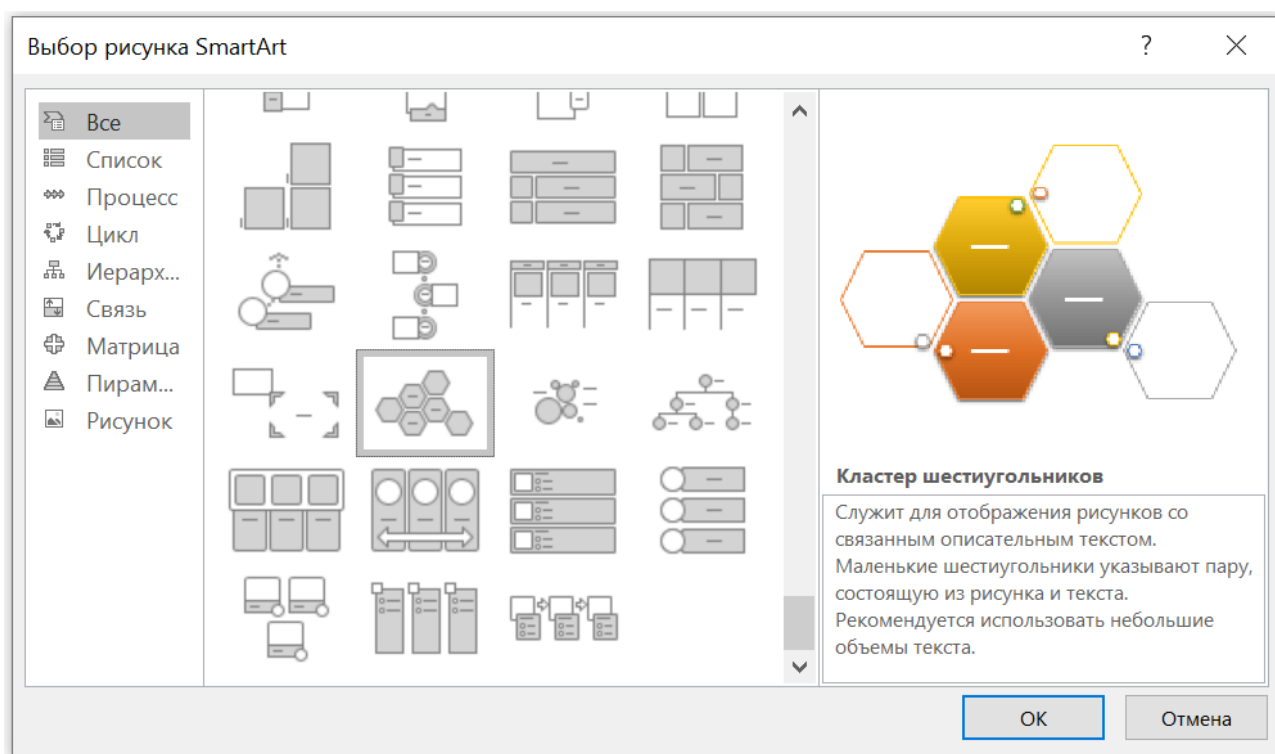 Выбор рисунка SmartArt
?
Все
Список
Процесс
Цикл
Иерарх...
Связь
Матрица
Пирам...
Рисунок
Кластер шестиугольников
Служит для отображения рисунков со
связанным описательным текстом.
Маленькие шестиугольники указывают пару,
состоящую из рисунка и текста.
Рекомендуется использовать небольшие
объемы текста.
ОК
Отмена